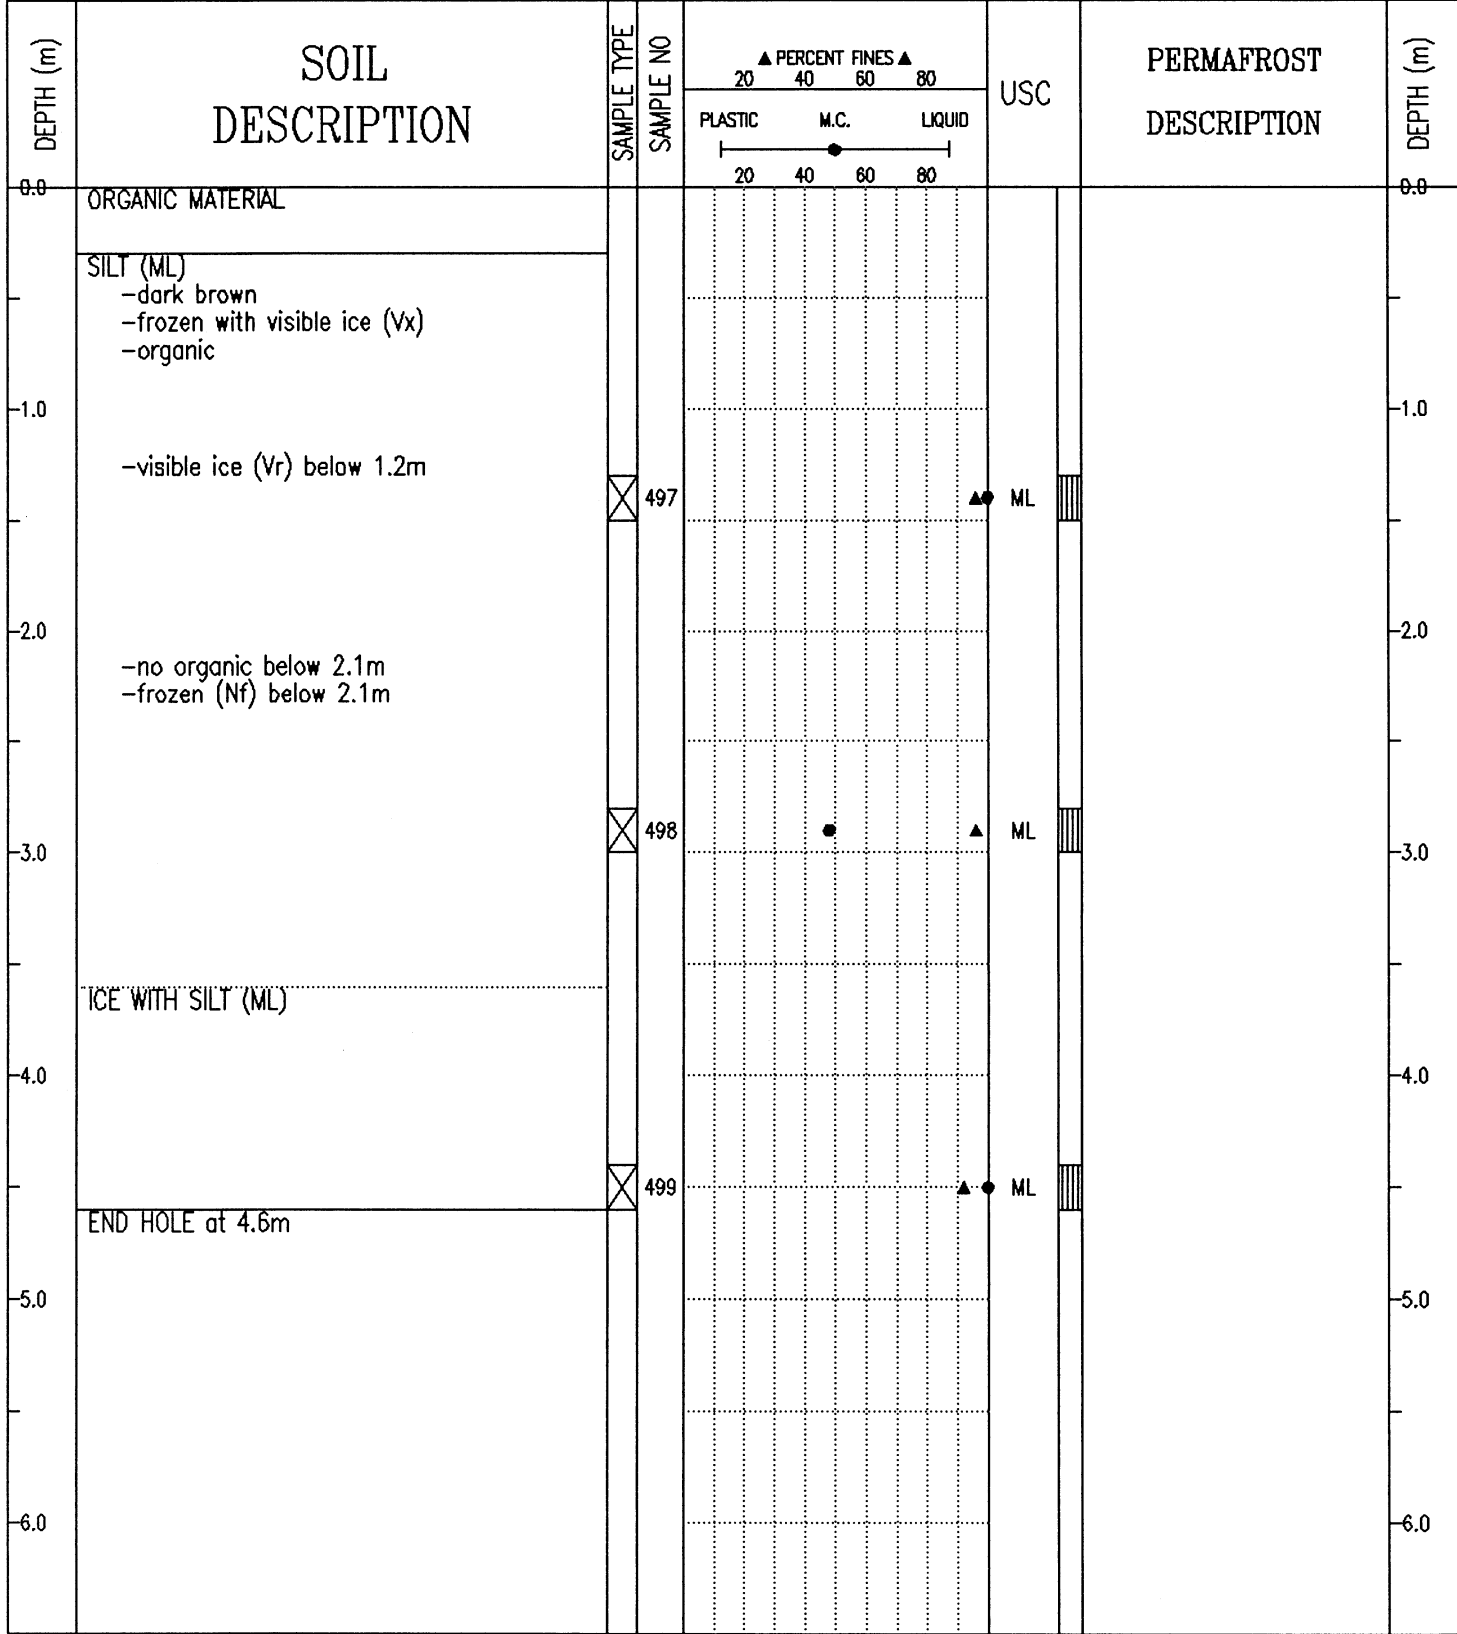 DEPTH (m)
SOIL
DESCRIPTION
SAMPLE TYPE
SAMPLE NO
▲ PERCENT FINES ▲
20 40 60 80
PLASTIC M.C. LIQUID
20 40 60 80
USC
PERMAFROST
DESCRIPTION
DEPTH (m)
0.0 0.0
ORGANIC MATERIAL
SILT (ML)
-dark brown
-frozen with visible ice (Vx)
-organic
1.0 1.0
-visible ice (Vr) below 1.2m
497 ML
2.0 2.0
-no organic below 2.1m
-frozen (Nf) below 2.1m
498 ML
3.0 3.0
ICE WITH SILT (ML)
4.0 4.0
499 ML
END HOLE at 4.6m
5.0 5.0
6.0 6.0